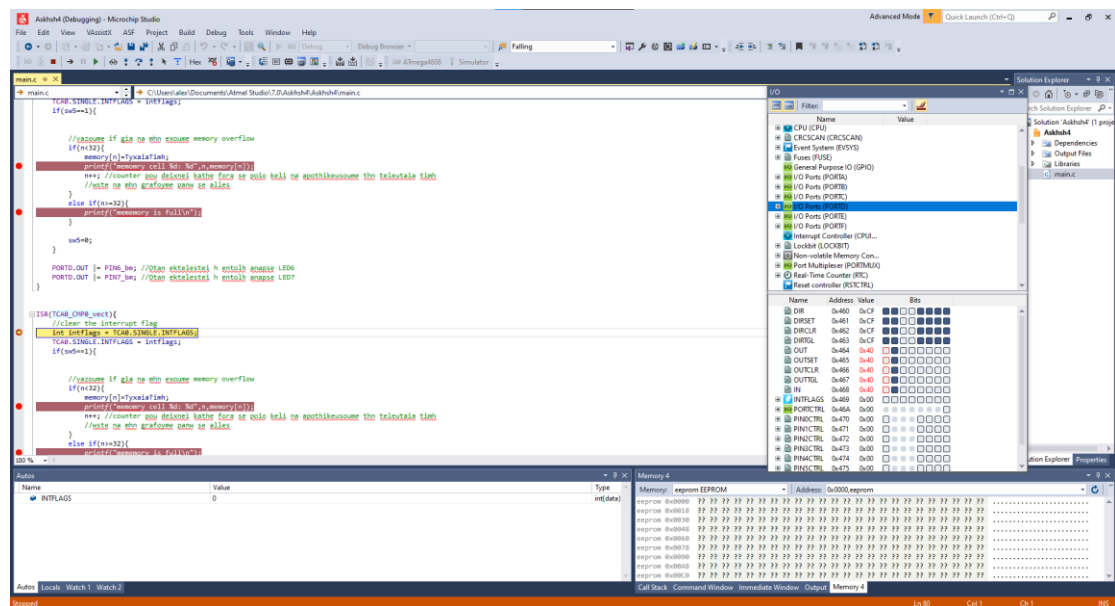 Askhsh4 (Debugging) - Microchip Studio
Advanced Mode
Quick Launch (Ctrl+Q)
File Edit View VAssistX ASF Project Build Debug Tools Window Help
Debug
Debug Browser
Falling
Hex
ATmega4808
Simulator
main.c
main.c
C:\Users\alex\Documents\Atmel Studio\7.0\Askhsh4\Askhsh4\main.c
TCA0.SINGLE.INTFLAGS = intflags;
if(sw5==1){
//vazoume if gia na mhn exoume memory overflow
if(n<32){
memory[n]=TyxaiaTimh;
printf("memomry cell %d: %d",n,memory[n]);
n++; //counter pou deixnei kathe fora se poio keli na apothikeusoume thn teleutaia timh
//wste na mhn grafoyme panw se alles
}
else if(n>=32){
printf("mememory is full\n");
}
sw5=0;
}
PORTD.OUT |= PIN6_bm; //Otan ektelestei h entolh anapse LED6
PORTD.OUT |= PIN7_bm; //Otan ektelestei h entolh anapse LED7
}
ISR(TCA0_CMP0_vect){
//clear the interrupt flag
int intflags = TCA0.SINGLE.INTFLAGS;
TCA0.SINGLE.INTFLAGS = intflags;
if(sw5==1){
//vazoume if gia na mhn exoume memory overflow
if(n<32){
memory[n]=TyxaiaTimh;
printf("memomry cell %d: %d",n,memory[n]);
n++; //counter pou deixnei kathe fora se poio keli na apothikeusoume thn teleutaia timh
//wste na mhn grafoyme panw se alles
}
else if(n>=32){
printf("mememory is full\n");
100 %
I/O
Filter:
Name Value
CPU (CPU)
CRCSCAN (CRCSCAN)
Event System (EVSYS)
Fuses (FUSE)
General Purpose IO (GPIO)
I/O Ports (PORTA)
I/O Ports (PORTB)
I/O Ports (PORTC)
I/O Ports (PORTD)
I/O Ports (PORTE)
I/O Ports (PORTF)
Interrupt Controller (CPUI...
Lockbit (LOCKBIT)
Non-volatile Memory Con...
Port Multiplexer (PORTMUX)
Real-Time Counter (RTC)
Reset controller (RSTCTRL)
Name Address Value Bits
DIR 0x460 0xCF
DIRSET 0x461 0xCF
DIRCLR 0x462 0xCF
DIRTGL 0x463 0xCF
OUT 0x464 0x40
OUTSET 0x465 0x40
OUTCLR 0x466 0x40
OUTTGL 0x467 0x40
IN 0x468 0x40
INTFLAGS 0x469 0x00
PORTCTRL 0x46A 0x00
PIN0CTRL 0x470 0x00
PIN1CTRL 0x471 0x00
PIN2CTRL 0x472 0x00
PIN3CTRL 0x473 0x00
PIN4CTRL 0x474 0x00
PIN5CTRL 0x475 0x00
Solution Explorer
Solution 'Askhsh4' (1 proje
Askhsh4
Dependencies
Output Files
Libraries
main.c
ution Explorer Properties
Autos
Name Value Type
INTFLAGS 0 int{data}
Autos Locals Watch 1 Watch 2
Memory 4
Memory: eeprom EEPROM Address: 0x0000,eeprom
eeprom 0x0000 ?? ?? ?? ?? ?? ?? ?? ?? ?? ?? ?? ?? ?? ?? ?? ?? ?? ?? ?? ?? ?? ?? ?? ?? ........................
eeprom 0x0018 ?? ?? ?? ?? ?? ?? ?? ?? ?? ?? ?? ?? ?? ?? ?? ?? ?? ?? ?? ?? ?? ?? ?? ?? ........................
eeprom 0x0030 ?? ?? ?? ?? ?? ?? ?? ?? ?? ?? ?? ?? ?? ?? ?? ?? ?? ?? ?? ?? ?? ?? ?? ?? ........................
eeprom 0x0048 ?? ?? ?? ?? ?? ?? ?? ?? ?? ?? ?? ?? ?? ?? ?? ?? ?? ?? ?? ?? ?? ?? ?? ?? ........................
eeprom 0x0060 ?? ?? ?? ?? ?? ?? ?? ?? ?? ?? ?? ?? ?? ?? ?? ?? ?? ?? ?? ?? ?? ?? ?? ?? ........................
eeprom 0x0078 ?? ?? ?? ?? ?? ?? ?? ?? ?? ?? ?? ?? ?? ?? ?? ?? ?? ?? ?? ?? ?? ?? ?? ?? ........................
eeprom 0x0090 ?? ?? ?? ?? ?? ?? ?? ?? ?? ?? ?? ?? ?? ?? ?? ?? ?? ?? ?? ?? ?? ?? ?? ?? ........................
eeprom 0x00A8 ?? ?? ?? ?? ?? ?? ?? ?? ?? ?? ?? ?? ?? ?? ?? ?? ?? ?? ?? ?? ?? ?? ?? ?? ........................
eeprom 0x00C0 ?? ?? ?? ?? ?? ?? ?? ?? ?? ?? ?? ?? ?? ?? ?? ?? ?? ?? ?? ?? ?? ?? ?? ?? ........................
Call Stack Command Window Immediate Window Output Memory 4
Stopped
Ln 80 Col 1 Ch 1 INS